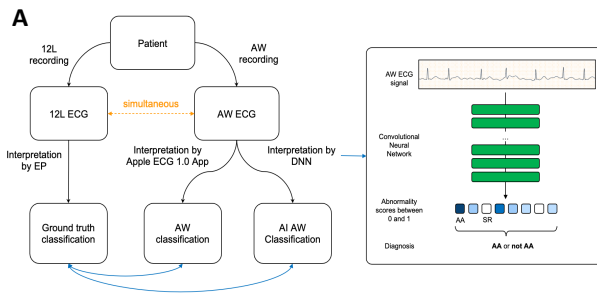 A
Patient
12L
recording
AW
recording
12L ECG
simultaneous
AW ECG
Interpretation
by EP
Interpretation by
Apple ECG 1.0 App
Interpretation by
DNN
Ground truth
classification
AW
classification
AI AW
Classification
AW ECG
signal
Convolutional
Neural
Network
...
Abnormality
scores between
0 and 1
AA
SR
Diagnosis
AA or not AA